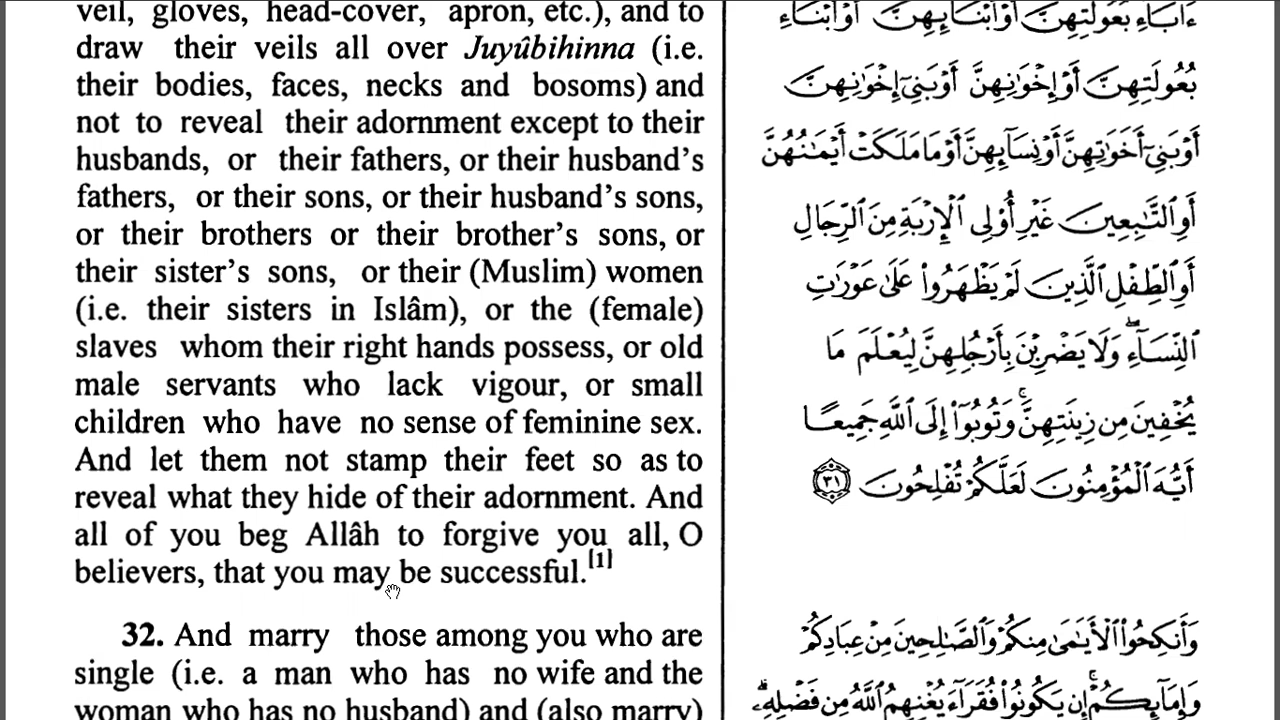 veil, gloves, head-cover, apron, etc.), and to
draw their veils all over Juyûbihinna (i.e.
their bodies, faces, necks and bosoms) and
not to reveal their adornment except to their
husbands, or their fathers, or their husband's
fathers, or their sons, or their husband's sons,
or their brothers or their brother's sons, or
their sister's sons, or their (Muslim) women
(i.e. their sisters in Islâm), or the (female)
slaves whom their right hands possess, or old
male servants who lack vigour, or small
children who have no sense of feminine sex.
And let them not stamp their feet so as to
reveal what they hide of their adornment. And
all of you beg Allâh to forgive you all, O
believers, that you may be successful.[1]
32. And marry those among you who are
single (i.e. a man who has no wife and the
woman who has no husband) and (also marry)
ءَابَآءِ بُعُولَتِهِنَّ أَوْ أَبْنَآئِهِنَّ أَوْ أَبْنَآءِ
بُعُولَتِهِنَّ أَوْ إِخْوَٰنِهِنَّ أَوْ بَنِىٓ إِخْوَٰنِهِنَّ
أَوْ بَنِىٓ أَخَوَٰتِهِنَّ أَوْ نِسَآئِهِنَّ أَوْ مَا مَلَكَتْ أَيْمَـٰنُهُنَّ
أَوِ ٱلتَّـٰبِعِينَ غَيْرِ أُو۟لِى ٱلْإِرْبَةِ مِنَ ٱلرِّجَالِ
أَوِ ٱلطِّفْلِ ٱلَّذِينَ لَمْ يَظْهَرُوا۟ عَلَىٰ عَوْرَٰتِ
ٱلنِّسَآءِ ۖ وَلَا يَضْرِبْنَ بِأَرْجُلِهِنَّ لِيُعْلَمَ مَا
يُخْفِينَ مِن زِينَتِهِنَّ ۚ وَتُوبُوٓا۟ إِلَى ٱللَّهِ جَمِيعًا
أَيُّهَ ٱلْمُؤْمِنُونَ لَعَلَّكُمْ تُفْلِحُونَ ٣١
وَأَنكِحُوا۟ ٱلْأَيَـٰمَىٰ مِنكُمْ وَٱلصَّـٰلِحِينَ مِنْ عِبَادِكُمْ
وَإِمَآئِكُمْ ۚ إِن يَكُونُوا۟ فُقَرَآءَ يُغْنِهِمُ ٱللَّهُ مِن فَضْلِهِۦ ۗ